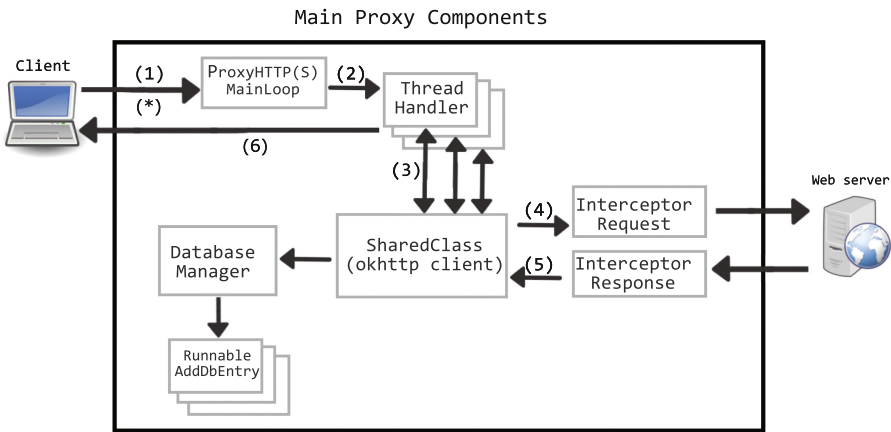 Main Proxy Components
Client
(1)
(*)
ProxyHTTP(S)
MainLoop
(2)
Thread
Handler
(6)
(3)
Web server
(4)
Interceptor
Request
SharedClass
(okhttp client)
(5)
Interceptor
Response
Database
Manager
Runnable
AddDbEntry